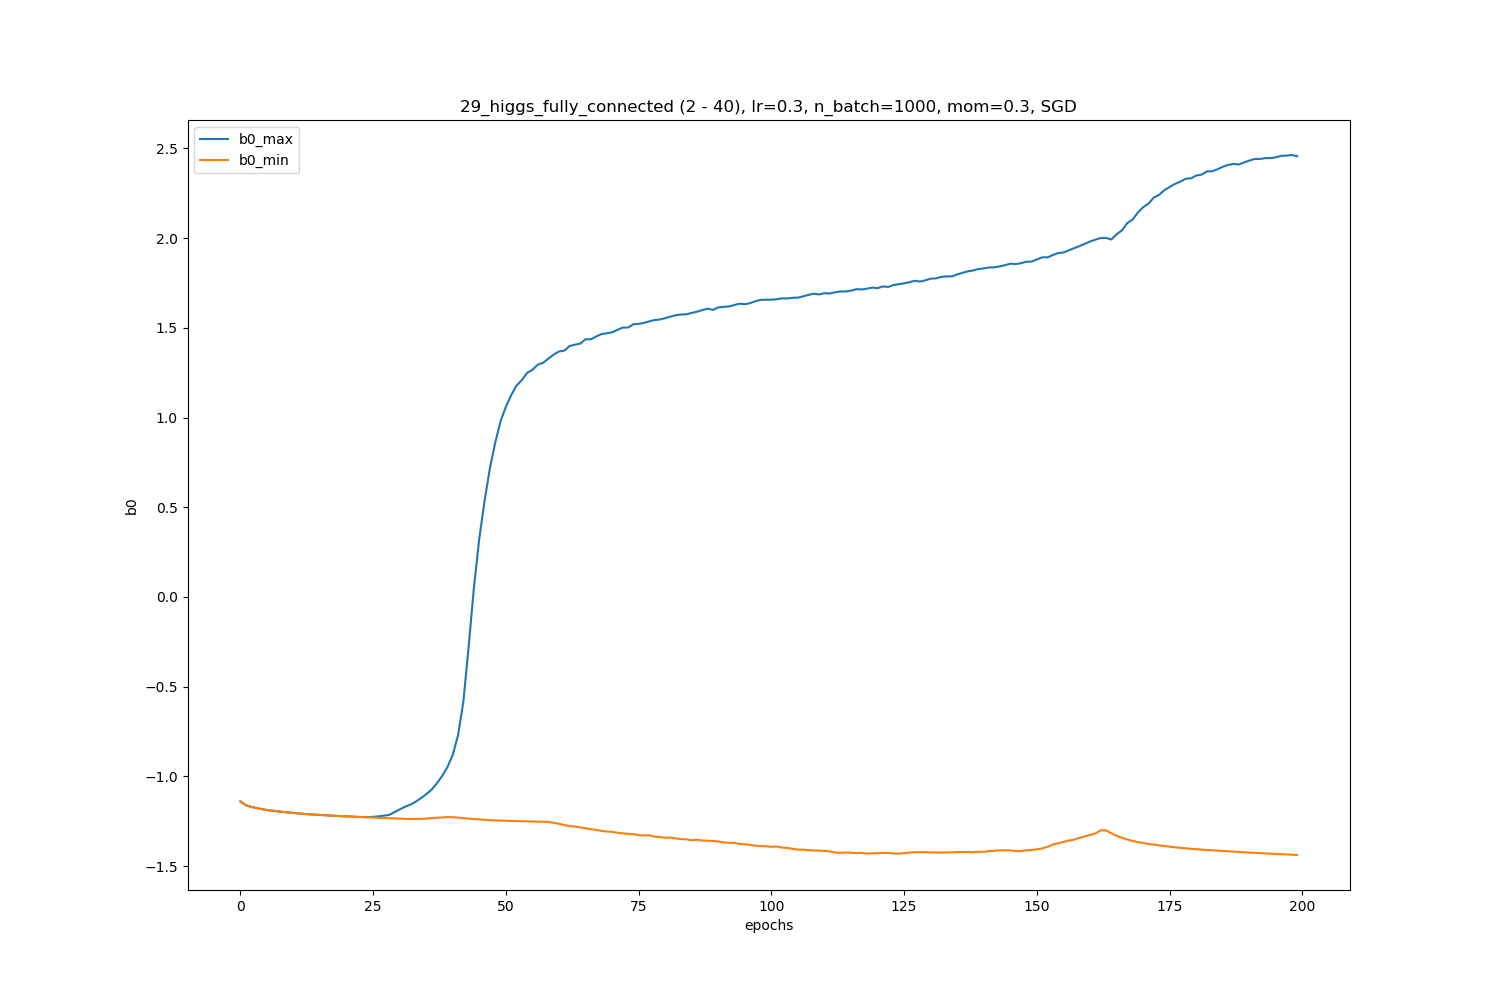 29_higgs_fully_connected (2 - 40), lr=0.3, n_batch=1000, mom=0.3, SGD
b0_max
b0_min
2.5
2.0
1.5
1.0
0.5
0.0
−0.5
−1.0
−1.5
b0
0 25 50 75 100 125 150 175 200
epochs